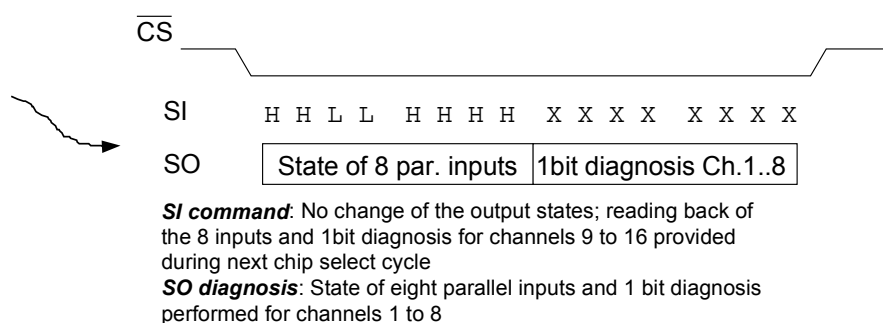 CS
SI H H L L H H H H X X X X X X X X
SO State of 8 par. inputs 1bit diagnosis Ch.1..8
SI command: No change of the output states; reading back of
the 8 inputs and 1bit diagnosis for channels 9 to 16 provided
during next chip select cycle
SO diagnosis: State of eight parallel inputs and 1 bit diagnosis
performed for channels 1 to 8